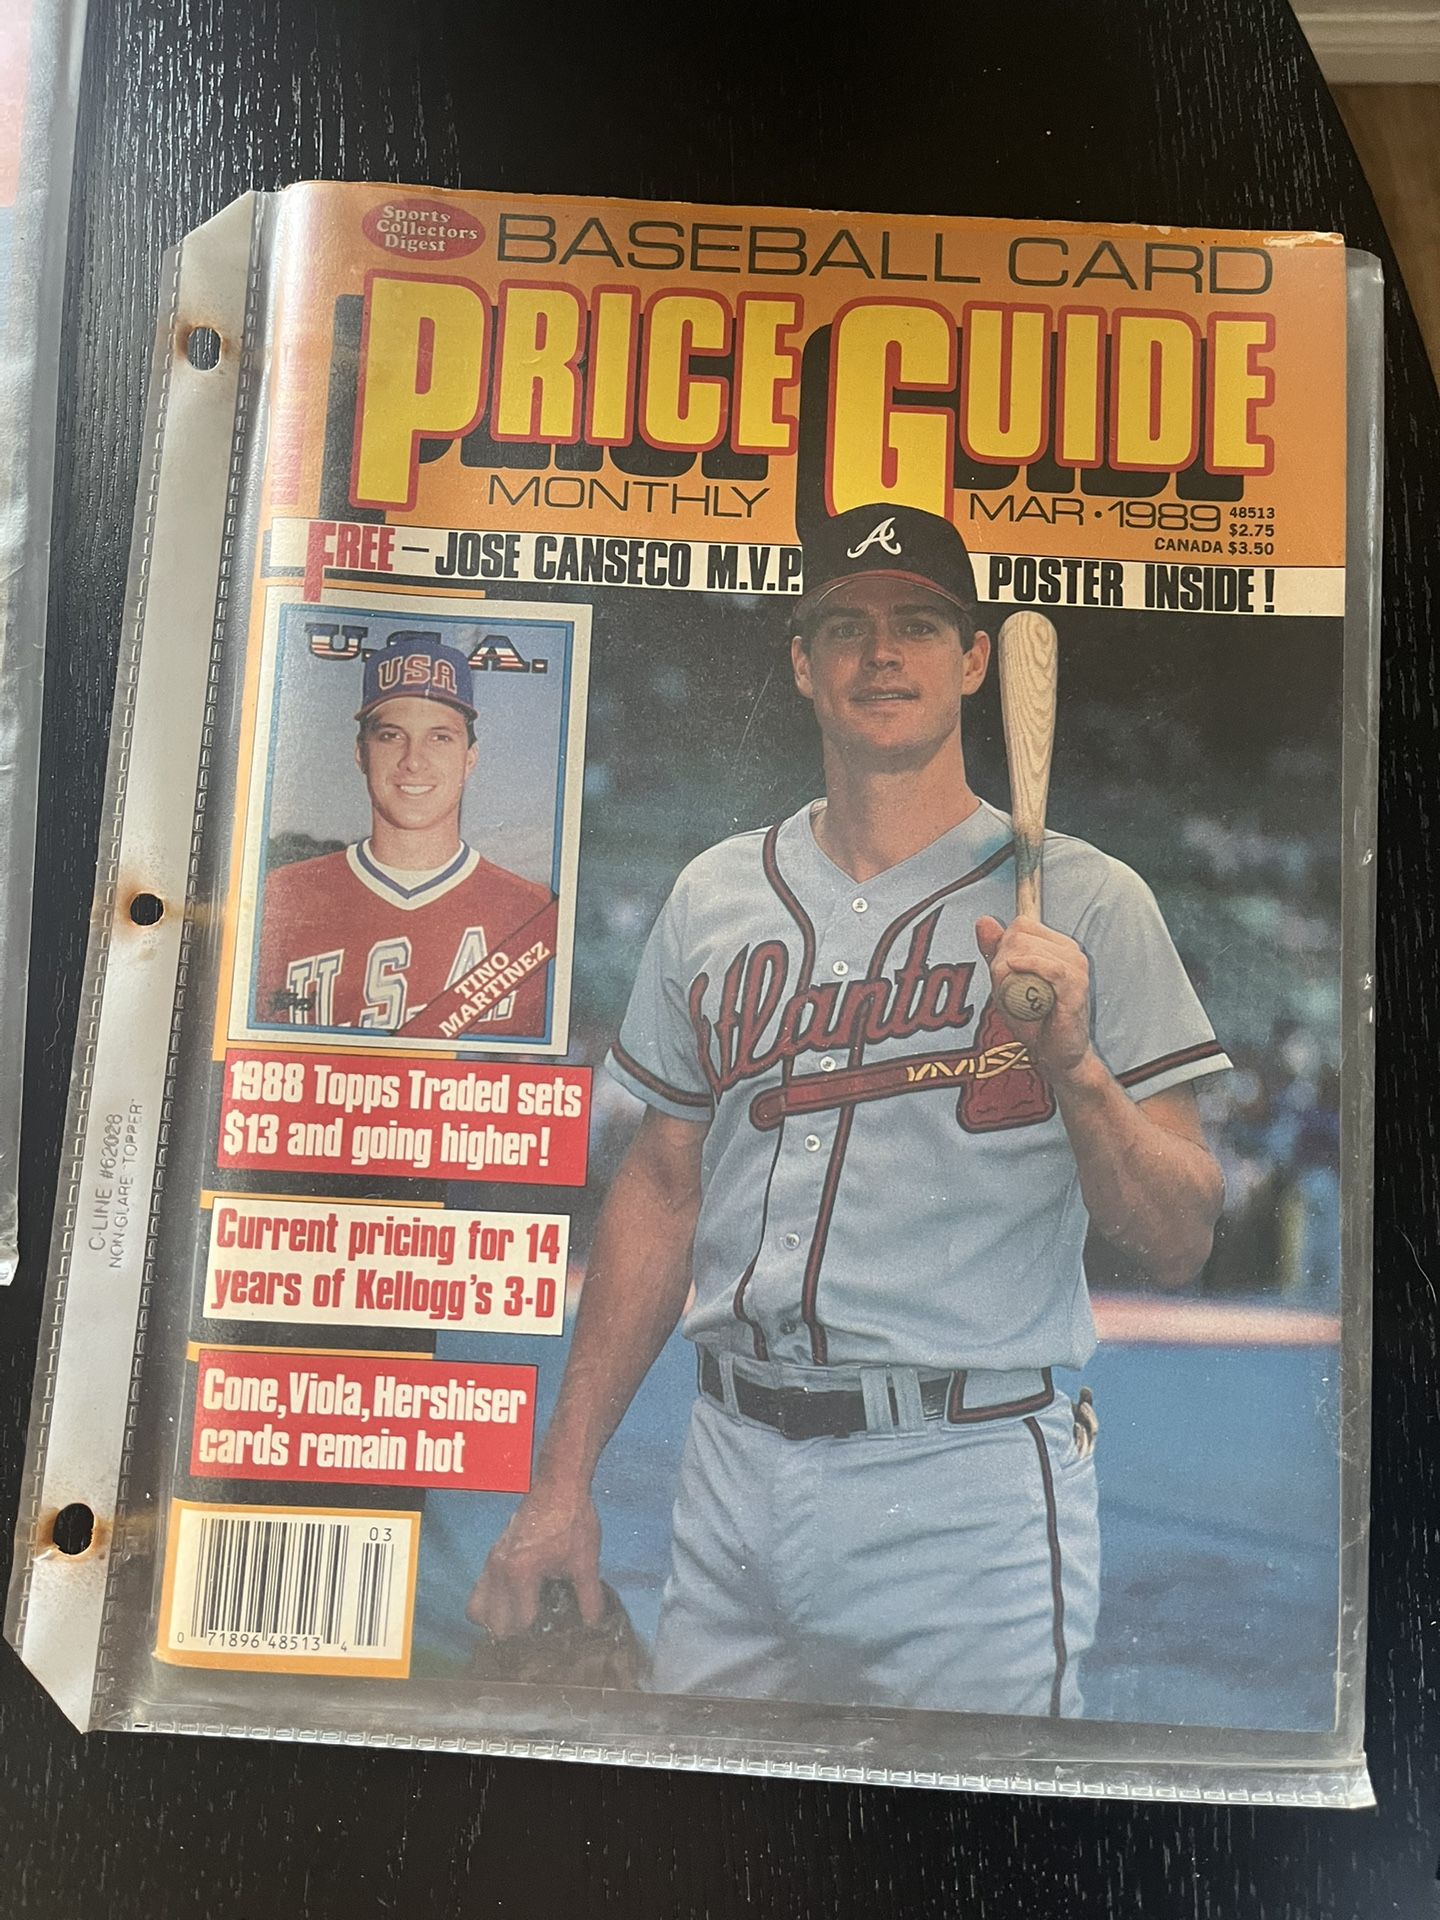 Sports
Collectors
Digest
BASEBALL CARD
PRICE GUIDE
MONTHLY
MAR • 1989
48513
$2.75
CANADA $3.50
FREE – JOSE CANSECO M.V.P. POSTER INSIDE!
A
U.S.A.
USA
U.S.A.
TINO
MARTINEZ
1988 Topps Traded sets
$13 and going higher!
Atlanta
Current pricing for 14
years of Kellogg's 3-D
Cone, Viola, Hershiser
cards remain hot
03
0 71896 48513 4
C-LINE #62028
NON-GLARE TOPPER